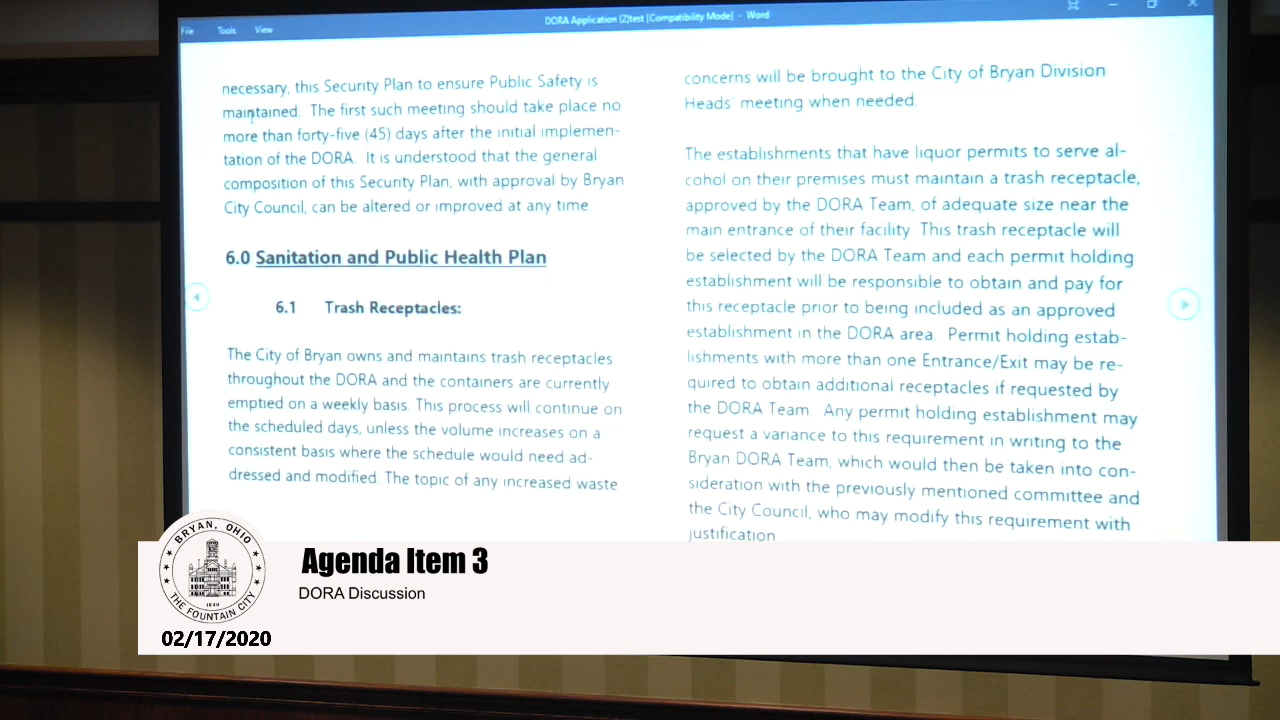 DORA Application (2)test [Compatibility Mode] - Word
File Tools View
necessary, this Security Plan to ensure Public Safety is
maintained. The first such meeting should take place no
more than forty-five (45) days after the initial implemen-
tation of the DORA. It is understood that the general
composition of this Security Plan, with approval by Bryan
City Council, can be altered or improved at any time
6.0 Sanitation and Public Health Plan
6.1 Trash Receptacles:
The City of Bryan owns and maintains trash receptacles
throughout the DORA and the containers are currently
emptied on a weekly basis. This process will continue on
the scheduled days, unless the volume increases on a
consistent basis where the schedule would need ad-
dressed and modified. The topic of any increased waste
concerns will be brought to the City of Bryan Division
Heads meeting when needed.
The establishments that have liquor permits to serve al-
cohol on their premises must maintain a trash receptacle,
approved by the DORA Team, of adequate size near the
main entrance of their facility. This trash receptacle will
be selected by the DORA Team and each permit holding
establishment will be responsible to obtain and pay for
this receptacle prior to being included as an approved
establishment in the DORA area. Permit holding estab-
lishments with more than one Entrance/Exit may be re-
quired to obtain additional receptacles if requested by
the DORA Team. Any permit holding establishment may
request a variance to this requirement in writing to the
Bryan DORA Team, which would then be taken into con-
sideration with the previously mentioned committee and
the City Council, who may modify this requirement with
justification
BRYAN, OHIO
1840
THE FOUNTAIN CITY
02/17/2020
Agenda Item 3
DORA Discussion